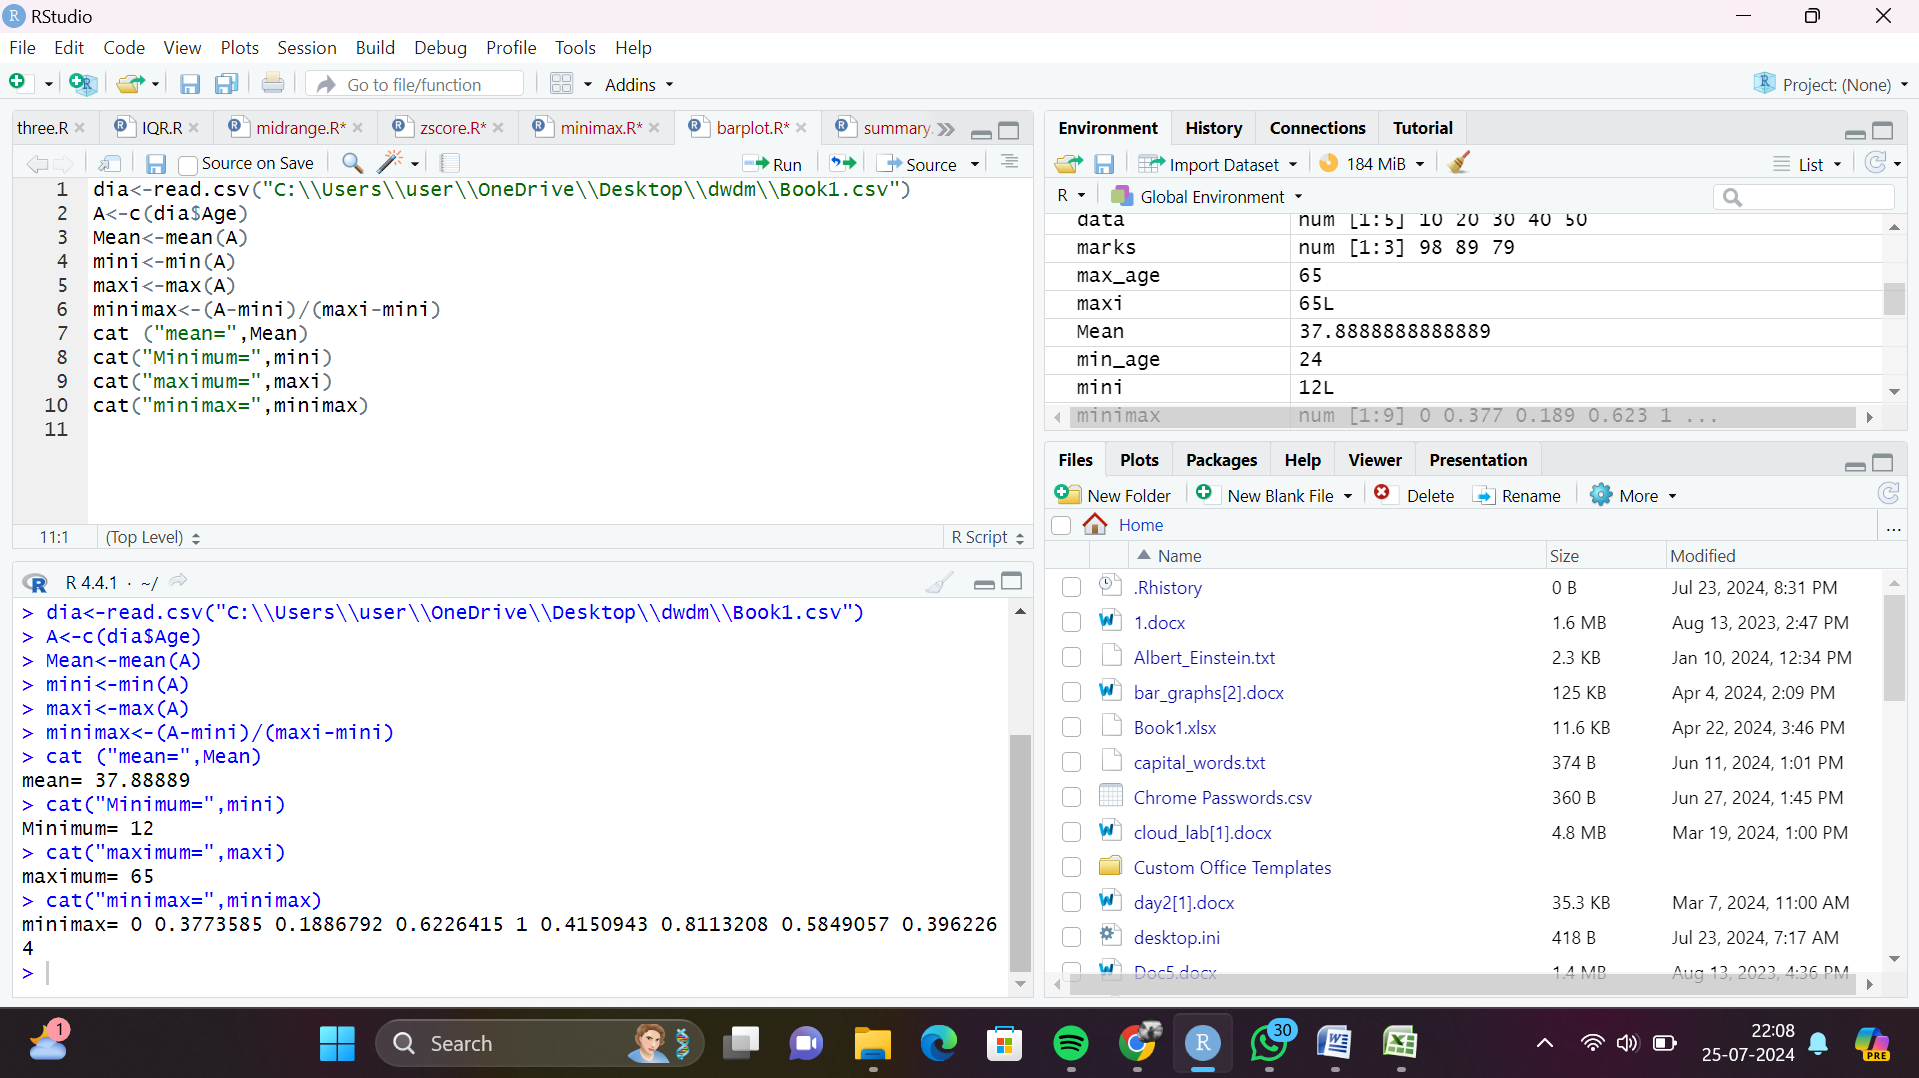 RStudio
File Edit Code View Plots Session Build Debug Profile Tools Help
Go to file/function Addins Project: (None)
three.R IQR.R midrange.R* zscore.R* minimax.R* barplot.R* summary.
Source on Save Run Source
1 dia<-read.csv("C:\\Users\\user\\OneDrive\\Desktop\\dwdm\\Book1.csv")
2 A<-c(dia$Age)
3 Mean<-mean(A)
4 mini<-min(A)
5 maxi<-max(A)
6 minimax<-(A-mini)/(maxi-mini)
7 cat ("mean=",Mean)
8 cat("Minimum=",mini)
9 cat("maximum=",maxi)
10 cat("minimax=",minimax)
11
11:1 (Top Level) R Script
R 4.4.1 · ~/
> dia<-read.csv("C:\\Users\\user\\OneDrive\\Desktop\\dwdm\\Book1.csv")
> A<-c(dia$Age)
> Mean<-mean(A)
> mini<-min(A)
> maxi<-max(A)
> minimax<-(A-mini)/(maxi-mini)
> cat ("mean=",Mean)
mean= 37.88889
> cat("Minimum=",mini)
Minimum= 12
> cat("maximum=",maxi)
maximum= 65
> cat("minimax=",minimax)
minimax= 0 0.3773585 0.1886792 0.6226415 1 0.4150943 0.8113208 0.5849057 0.396226
4
>
Environment History Connections Tutorial
Import Dataset 184 MiB List
R Global Environment
data num [1:5] 10 20 30 40 50
marks num [1:3] 98 89 79
max_age 65
maxi 65L
Mean 37.8888888888889
min_age 24
mini 12L
minimax num [1:9] 0 0.377 0.189 0.623 1 ...
Files Plots Packages Help Viewer Presentation
New Folder New Blank File Delete Rename More
Home ...
Name Size Modified
.Rhistory 0 B Jul 23, 2024, 8:31 PM
1.docx 1.6 MB Aug 13, 2023, 2:47 PM
Albert_Einstein.txt 2.3 KB Jan 10, 2024, 12:34 PM
bar_graphs[2].docx 125 KB Apr 4, 2024, 2:09 PM
Book1.xlsx 11.6 KB Apr 22, 2024, 3:46 PM
capital_words.txt 374 B Jun 11, 2024, 1:01 PM
Chrome Passwords.csv 360 B Jun 27, 2024, 1:45 PM
cloud_lab[1].docx 4.8 MB Mar 19, 2024, 1:00 PM
Custom Office Templates
day2[1].docx 35.3 KB Mar 7, 2024, 11:00 AM
desktop.ini 418 B Jul 23, 2024, 7:17 AM
Doc5.docx 1.4 MB Aug 13, 2023, 4:36 PM
1 Search 30 22:08
25-07-2024
PRE